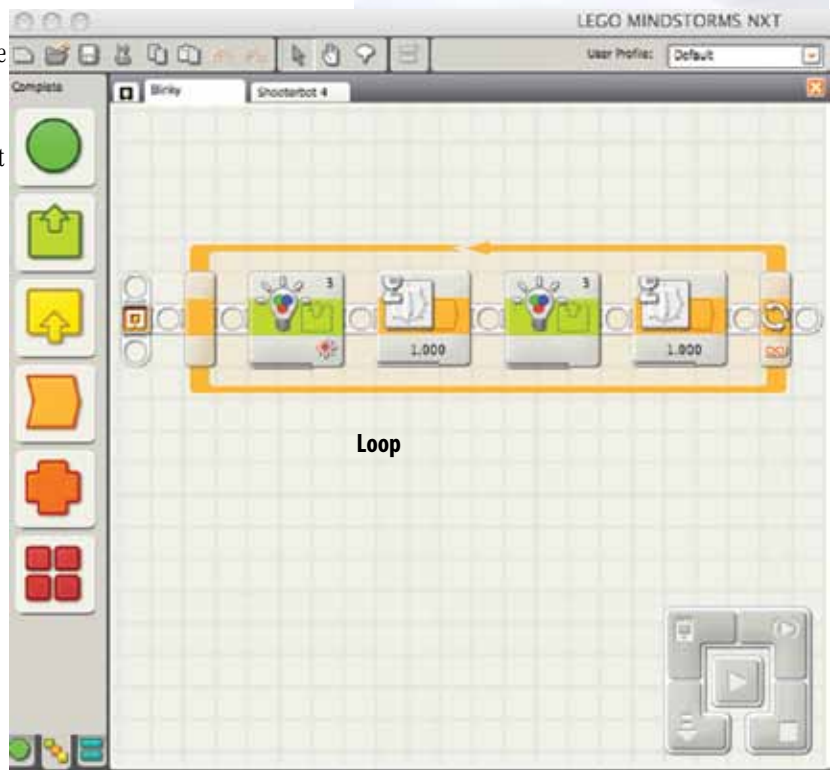 LEGO MINDSTORMS NXT
e
User Profile: Default
Complete
Blinky
Shooterbot 4
t
3
3
1.000
1.000
Loop